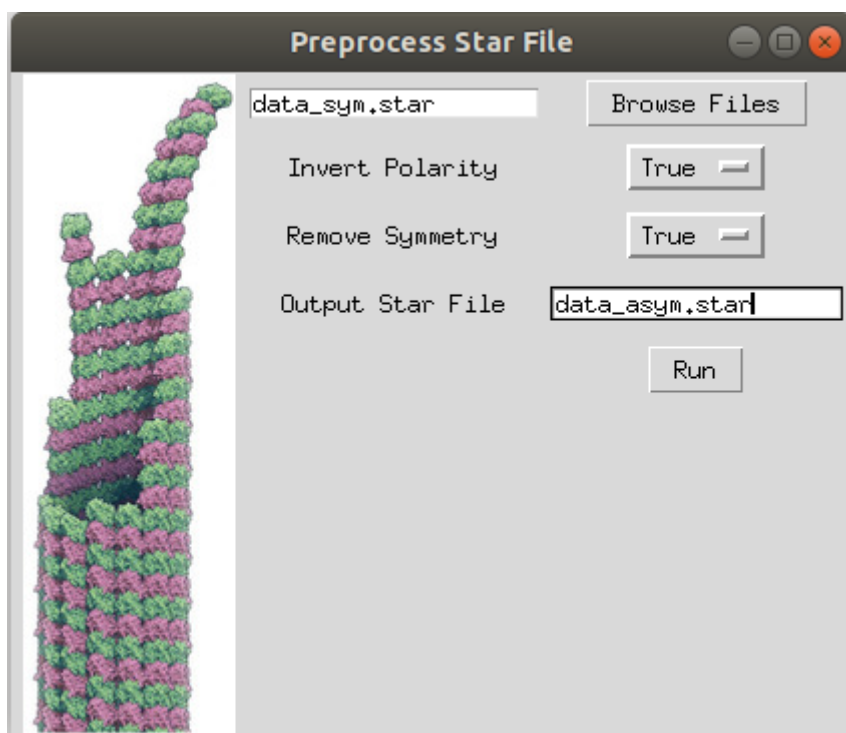 Preprocess Star File
data_sym.star Browse Files
Invert Polarity True
Remove Symmetry True
Output Star File data_asym.star
Run